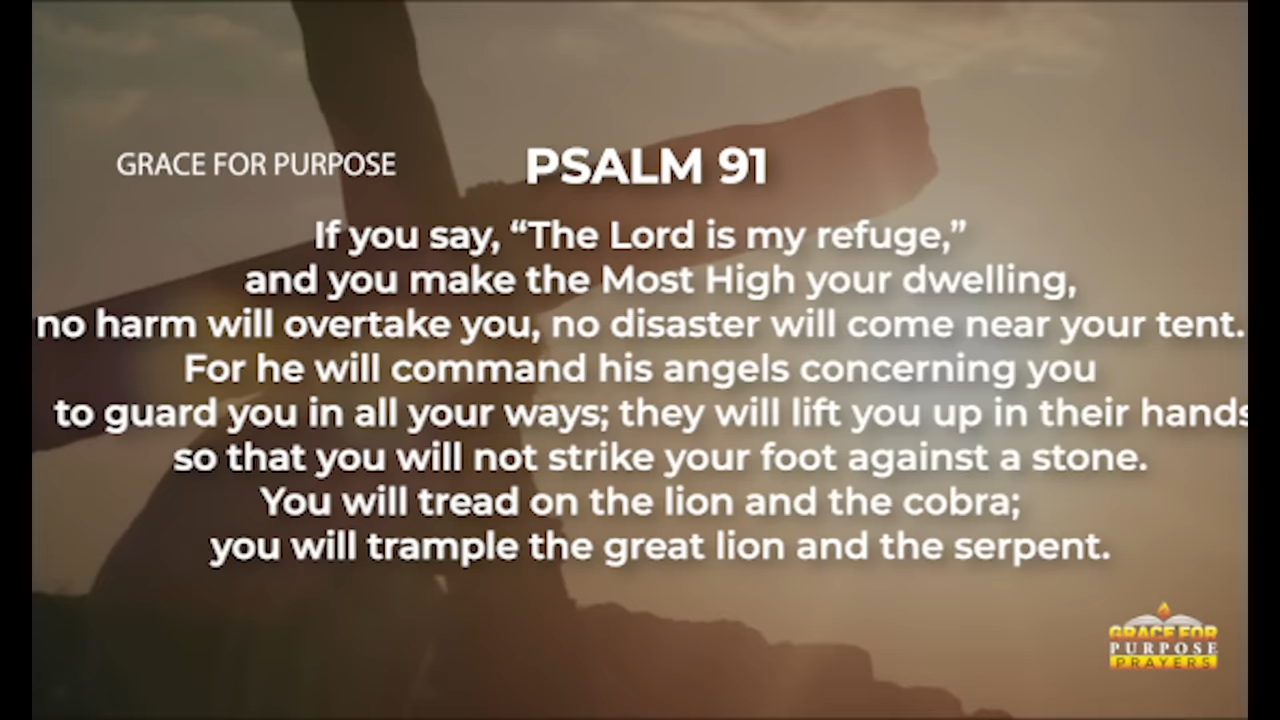 GRACE FOR PURPOSE
PSALM 91
If you say, “The Lord is my refuge,”
and you make the Most High your dwelling,
no harm will overtake you, no disaster will come near your tent.
For he will command his angels concerning you
to guard you in all your ways; they will lift you up in their hands
so that you will not strike your foot against a stone.
You will tread on the lion and the cobra;
you will trample the great lion and the serpent.
GRACE FOR
PURPOSE
PRAYERS